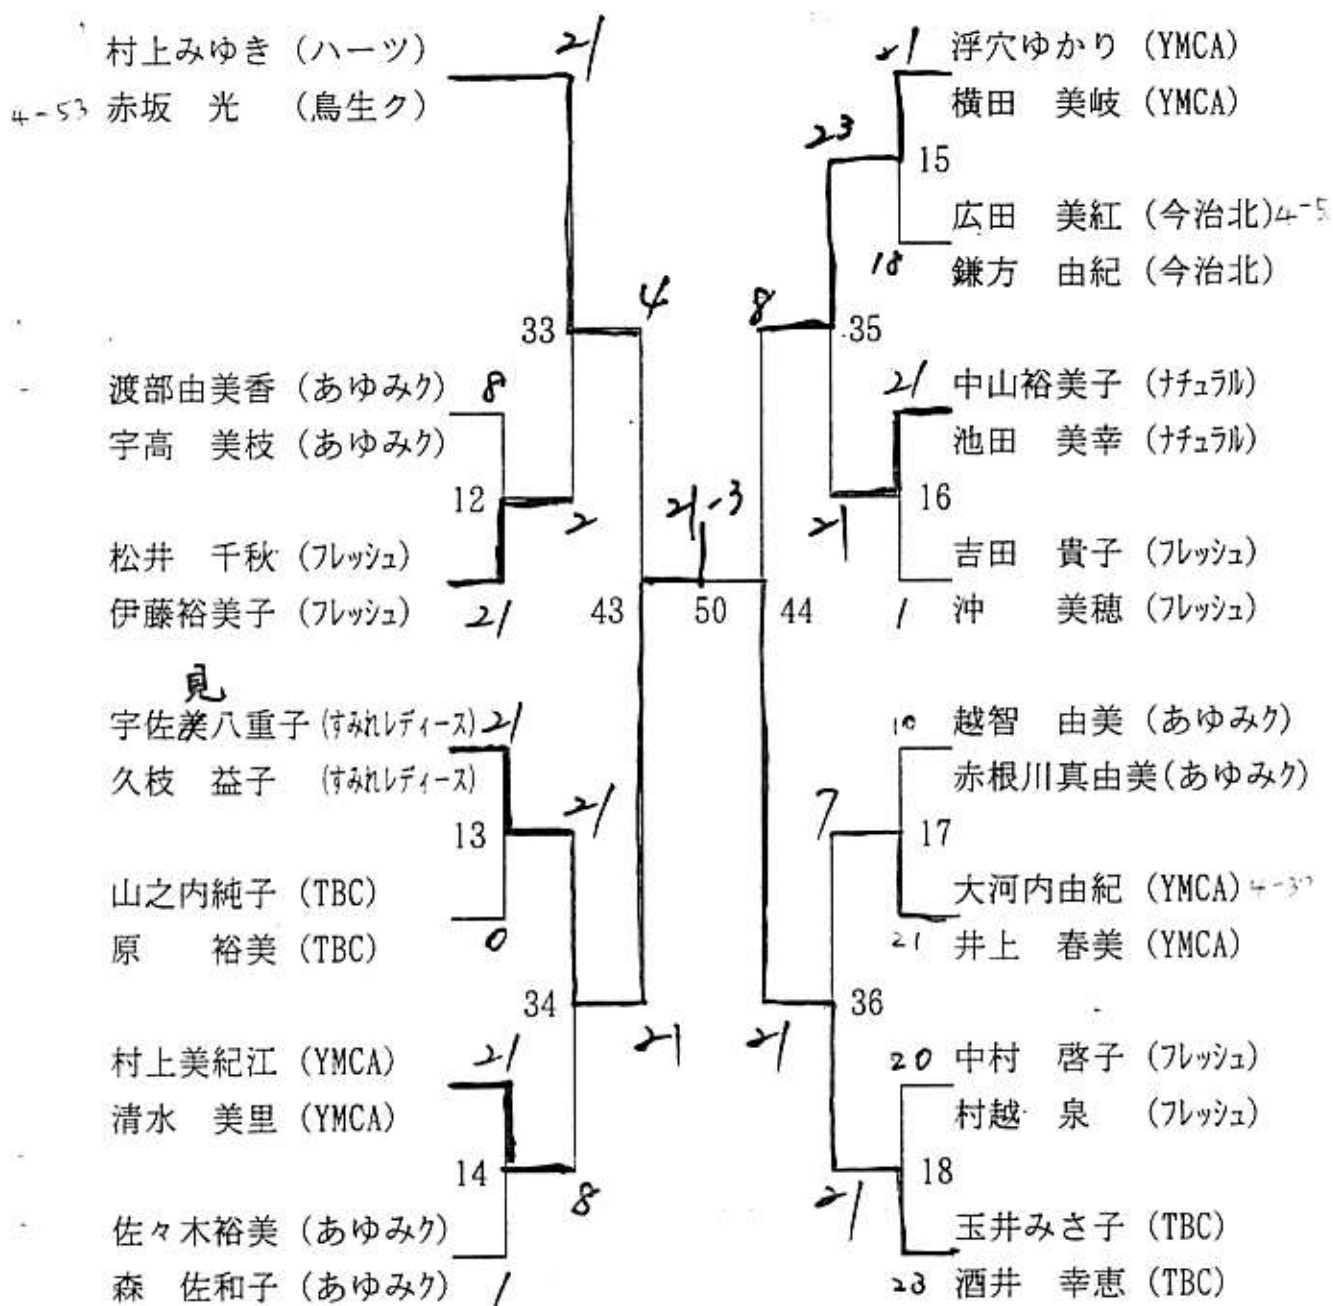 村上みゆき (ハーツ)
4-53 赤坂 光 (鳥生ク)
21
8
渡部由美香 (あゆみク)
宇高 美枝 (あゆみク)
12
2
松井 千秋 (フレッシュ)
伊藤裕美子 (フレッシュ)
21
33
4
見
宇佐美八重子 (すみれレディース) 21
久枝 益子 (すみれレディース)
13
21
山之内純子 (TBC)
原 裕美 (TBC)
0
34
21
村上美紀江 (YMCA)
清水 美里 (YMCA)
21
14
8
佐々木裕美 (あゆみク)
森 佐和子 (あゆみク)
1
43
21-3
50
44
21 浮穴ゆかり (YMCA)
横田 美岐 (YMCA)
23
15
広田 美紅 (今治北)
鎌方 由紀 (今治北)
18
8
35
21 中山裕美子 (ナチュラル)
池田 美幸 (ナチュラル)
16
21
吉田 貴子 (フレッシュ)
1 沖 美穂 (フレッシュ)
10 越智 由美 (あゆみク)
赤根川真由美(あゆみク)
7
17
大河内由紀 (YMCA)
21 井上 春美 (YMCA)
36
21
20 中村 啓子 (フレッシュ)
村越 泉 (フレッシュ)
18
21
玉井みさ子 (TBC)
23 酒井 幸恵 (TBC)